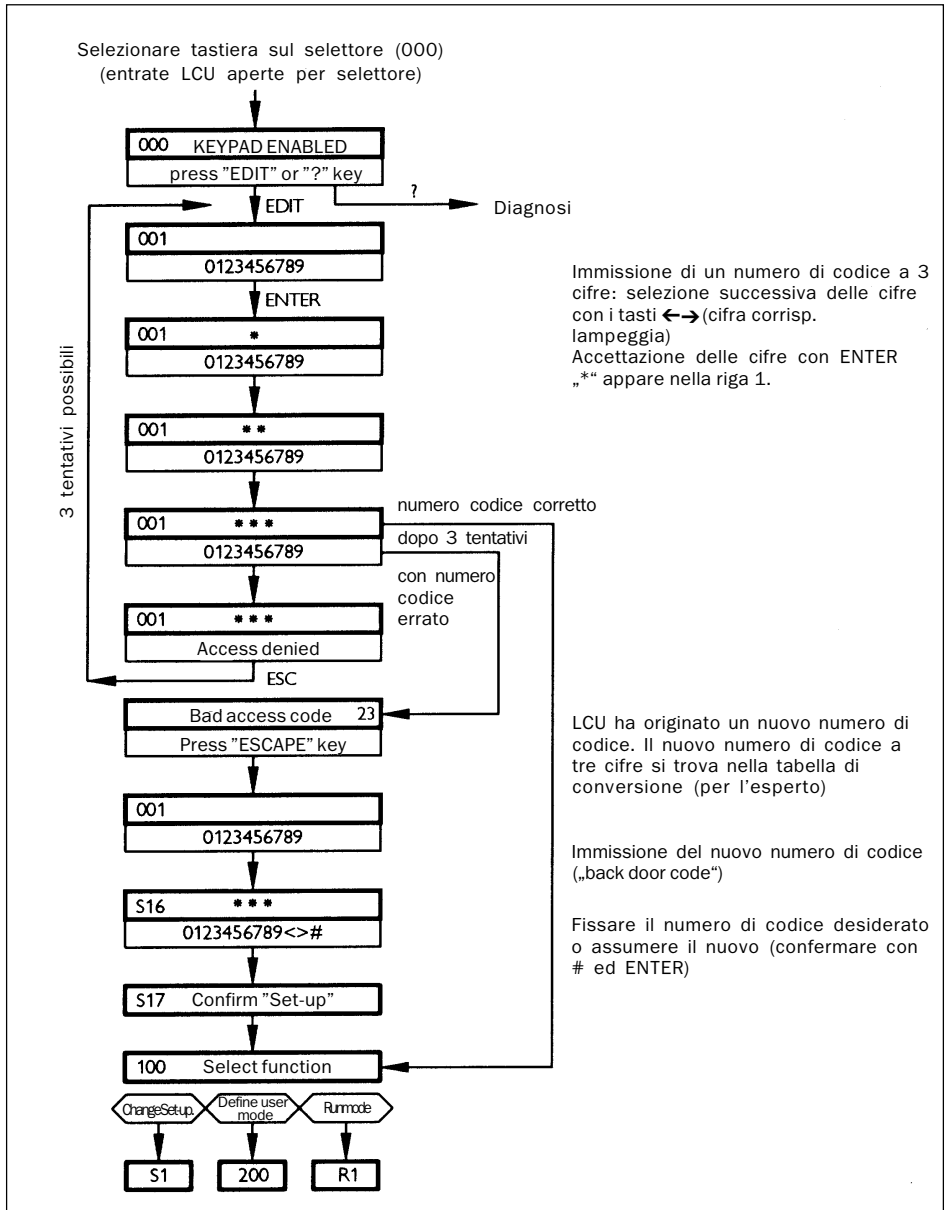 Selezionare tastiera sul selettore (000)
(entrate LCU aperte per selettore)
000 KEYPAD ENABLED
press "EDIT" or "?" key
?
EDIT
Diagnosi
001
0123456789
ENTER
Immissione di un numero di codice a 3
cifre: selezione successiva delle cifre
con i tasti ←→ (cifra corrisp.
lampeggia)
Accettazione delle cifre con ENTER
„*“ appare nella riga 1.
001 *
0123456789
3 tentativi possibili
001 **
0123456789
001 ***
0123456789
numero codice corretto
dopo 3 tentativi
con numero
codice
errato
001 ***
Access denied
ESC
Bad access code 23
Press "ESCAPE" key
LCU ha originato un nuovo numero di
codice. Il nuovo numero di codice a
tre cifre si trova nella tabella di
conversione (per l'esperto)
001
0123456789
Immissione del nuovo numero di codice
(„back door code“)
S16 ***
0123456789<>#
Fissare il numero di codice desiderato
o assumere il nuovo (confermare con
# ed ENTER)
S17 Confirm "Set-up"
100 Select function
ChangeSet-up.
Define user
mode
Runmode
S1
200
R1